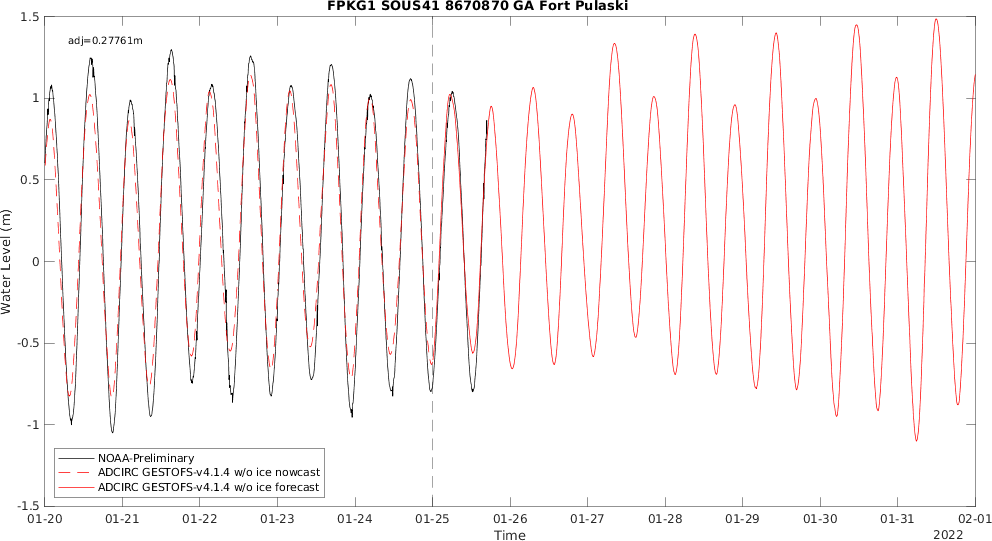 FPKG1 SOUS41 8670870 GA Fort Pulaski
adj=0.27761m
1.5
1
0.5
0
-0.5
-1
-1.5
Water Level (m)
NOAA-Preliminary
ADCIRC GESTOFS-v4.1.4 w/o ice nowcast
ADCIRC GESTOFS-v4.1.4 w/o ice forecast
01-20 01-21 01-22 01-23 01-24 01-25 01-26 01-27 01-28 01-29 01-30 01-31 02-01
Time
2022